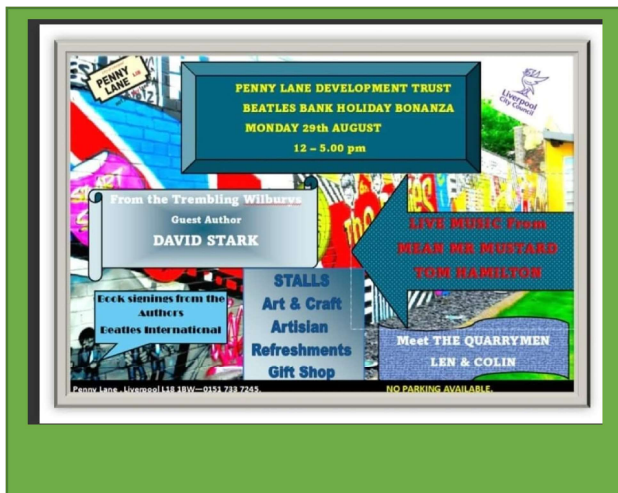 PENNY LANE
L18
Liverpool
City Council
PENNY LANE DEVELOPMENT TRUST
BEATLES BANK HOLIDAY BONANZA
MONDAY 29th AUGUST
12 – 5.00 pm
From the Trembling Wilburys
Guest Author
DAVID STARK
LIVE MUSIC From
MEAN MR MUSTARD
TOM HAMILTON
Book signings from the
Authors
Beatles International
STALLS
Art & Craft
Artisian
Refreshments
Gift Shop
Meet THE QUARRYMEN
LEN & COLIN
Penny Lane , Liverpool L18 1BW—0151 733 7245.
NO PARKING AVAILABLE.